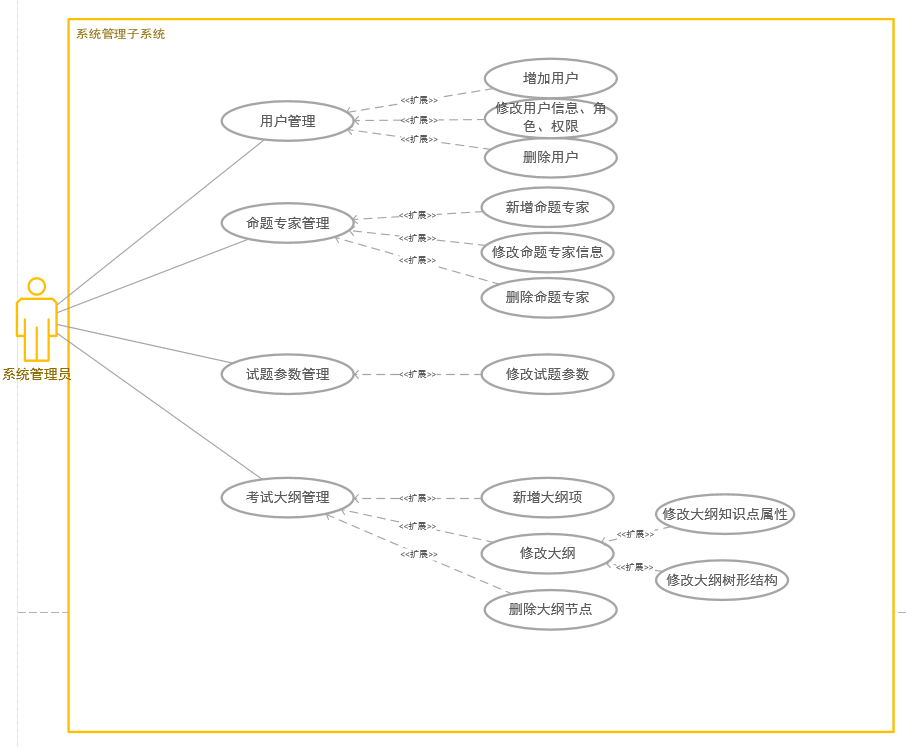 系统管理子系统
增加用户
<<扩展>>
用户管理
<<扩展>>
修改用户信息、角
色、权限
<<扩展>>
删除用户
新增命题专家
<<扩展>>
命题专家管理
<<扩展>>
修改命题专家信息
<<扩展>>
删除命题专家
系统管理员
试题参数管理
<<扩展>>
修改试题参数
考试大纲管理
<<扩展>>
新增大纲项
<<扩展>>
修改大纲
<<扩展>>
修改大纲知识点属性
<<扩展>>
修改大纲树形结构
<<扩展>>
删除大纲节点